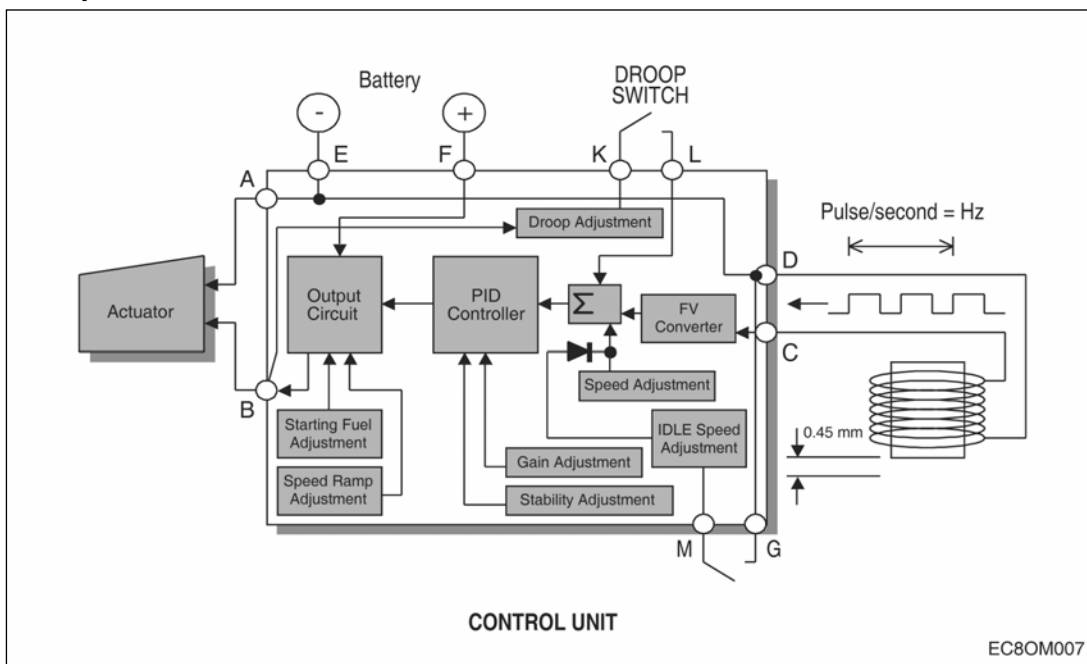 Battery
DROOP
SWITCH
-
+
E
F
K
L
A
Droop Adjustment
Pulse/second = Hz
D
Actuator
Output
Circuit
PID
Controller
Σ
FV
Converter
C
Speed Adjustment
B
Starting Fuel
Adjustment
IDLE Speed
Adjustment
0.45 mm
Gain Adjustment
Speed Ramp
Adjustment
Stability Adjustment
M
G
CONTROL UNIT
EC8OM007